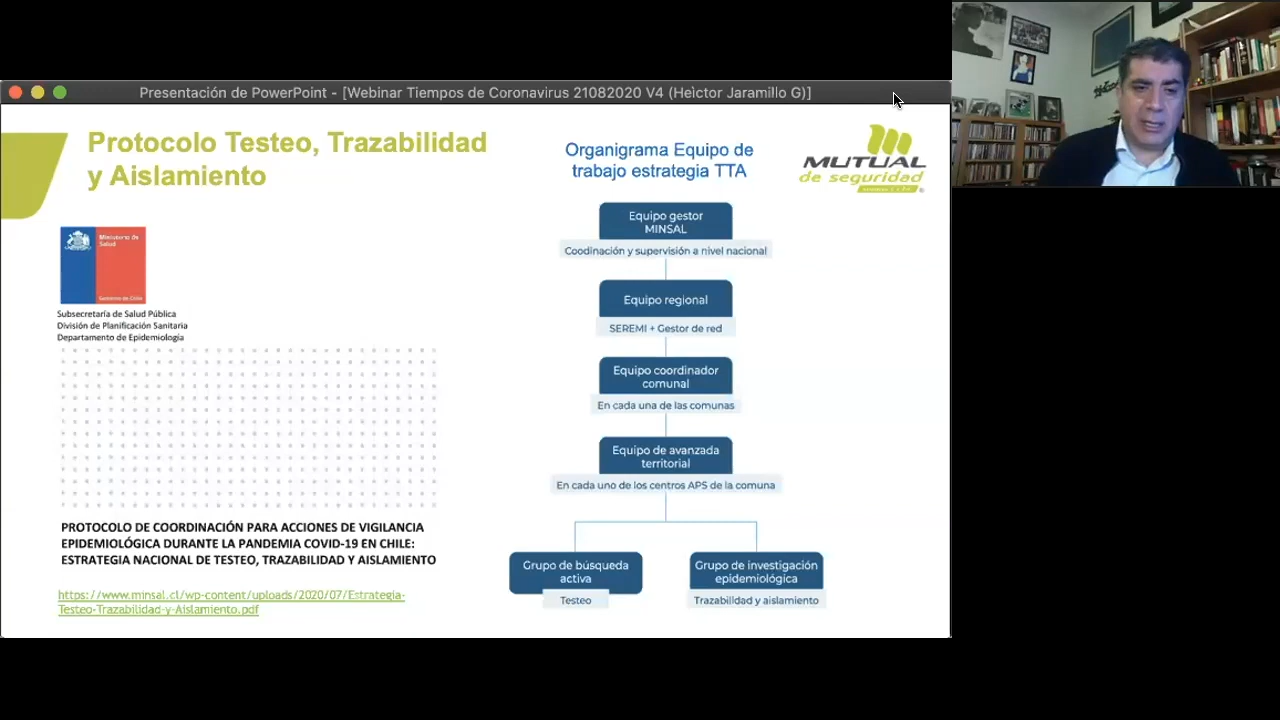 Presentación de PowerPoint - [Webinar Tiempos de Coronavirus 21082020 V4 (Heìctor Jaramillo G)]
Protocolo Testeo, Trazabilidad
y Aislamiento
Ministerio de
Salud
Gobierno de Chile
Subsecretaría de Salud Pública
División de Planificación Sanitaria
Departamento de Epidemiología
PROTOCOLO DE COORDINACIÓN PARA ACCIONES DE VIGILANCIA
EPIDEMIOLÓGICA DURANTE LA PANDEMIA COVID-19 EN CHILE:
ESTRATEGIA NACIONAL DE TESTEO, TRAZABILIDAD Y AISLAMIENTO
https://www.minsal.cl/wp-content/uploads/2020/07/Estrategia-
Testeo-Trazabilidad-y-Aislamiento.pdf
Organigrama Equipo de
trabajo estrategia TTA
MUTUAL
de seguridad
Equipo gestor
MINSAL
Coodinación y supervisión a nivel nacional
Equipo regional
SEREMI + Gestor de red
Equipo coordinador
comunal
En cada una de las comunas
Equipo de avanzada
territorial
En cada uno de los centros APS de la comuna
Grupo de búsqueda
activa
Testeo
Grupo de investigación
epidemiológica
Trazabilidad y aislamiento